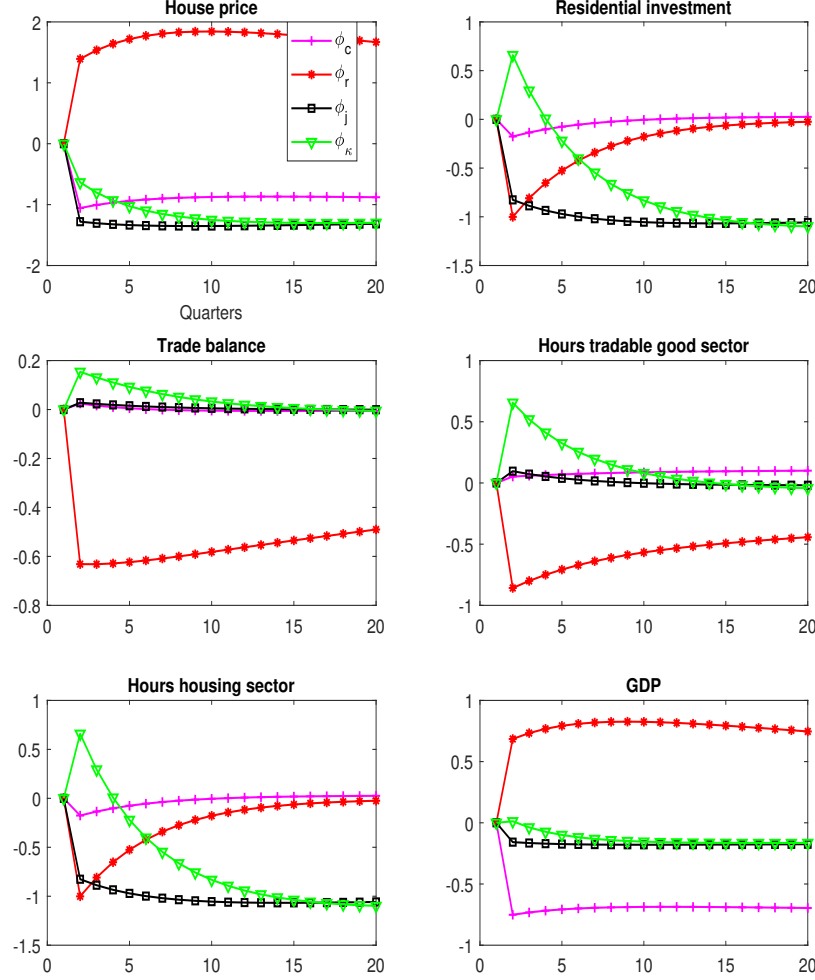 House price
2
1
0
-1
-2
0 5 10 15 20
Quarters
ϕc
ϕr
ϕj
ϕκ
Residential investment
1
0.5
0
-0.5
-1
-1.5
0 5 10 15 20
Trade balance
0.2
0
-0.2
-0.4
-0.6
-0.8
0 5 10 15 20
Hours tradable good sector
1
0.5
0
-0.5
-1
0 5 10 15 20
Hours housing sector
1
0.5
0
-0.5
-1
-1.5
0 5 10 15 20
GDP
1
0.5
0
-0.5
-1
0 5 10 15 20